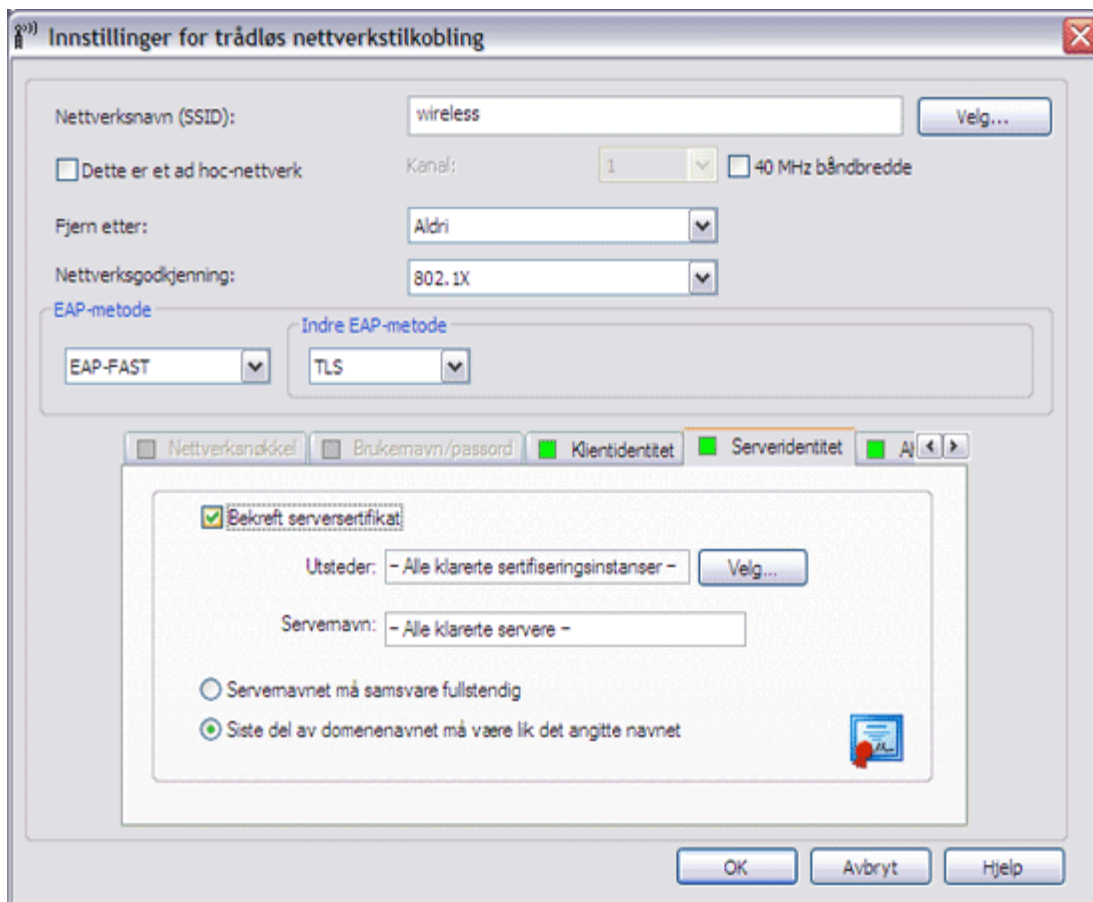 Innstillinger for trådløs nettverkstilkobling
Nettverksnavn (SSID): wireless Velg...
Dette er et ad hoc-nettverk Kanal: 1 40 MHz båndbredde
Fjern etter: Aldri
Nettverksgodkjenning: 802.1X
EAP-metode
Indre EAP-metode
EAP-FAST TLS
Nettverksnøkkel Brukernavn/passord Klientidentitet Serveridentitet
Bekreft serversertifikat
Utsteder: – Alle klarerte sertifiseringsinstanser – Velg...
Servernavn: – Alle klarerte servere –
Servernavnet må samsvare fullstendig
Siste del av domenenavnet må være lik det angitte navnet
OK Avbryt Hjelp